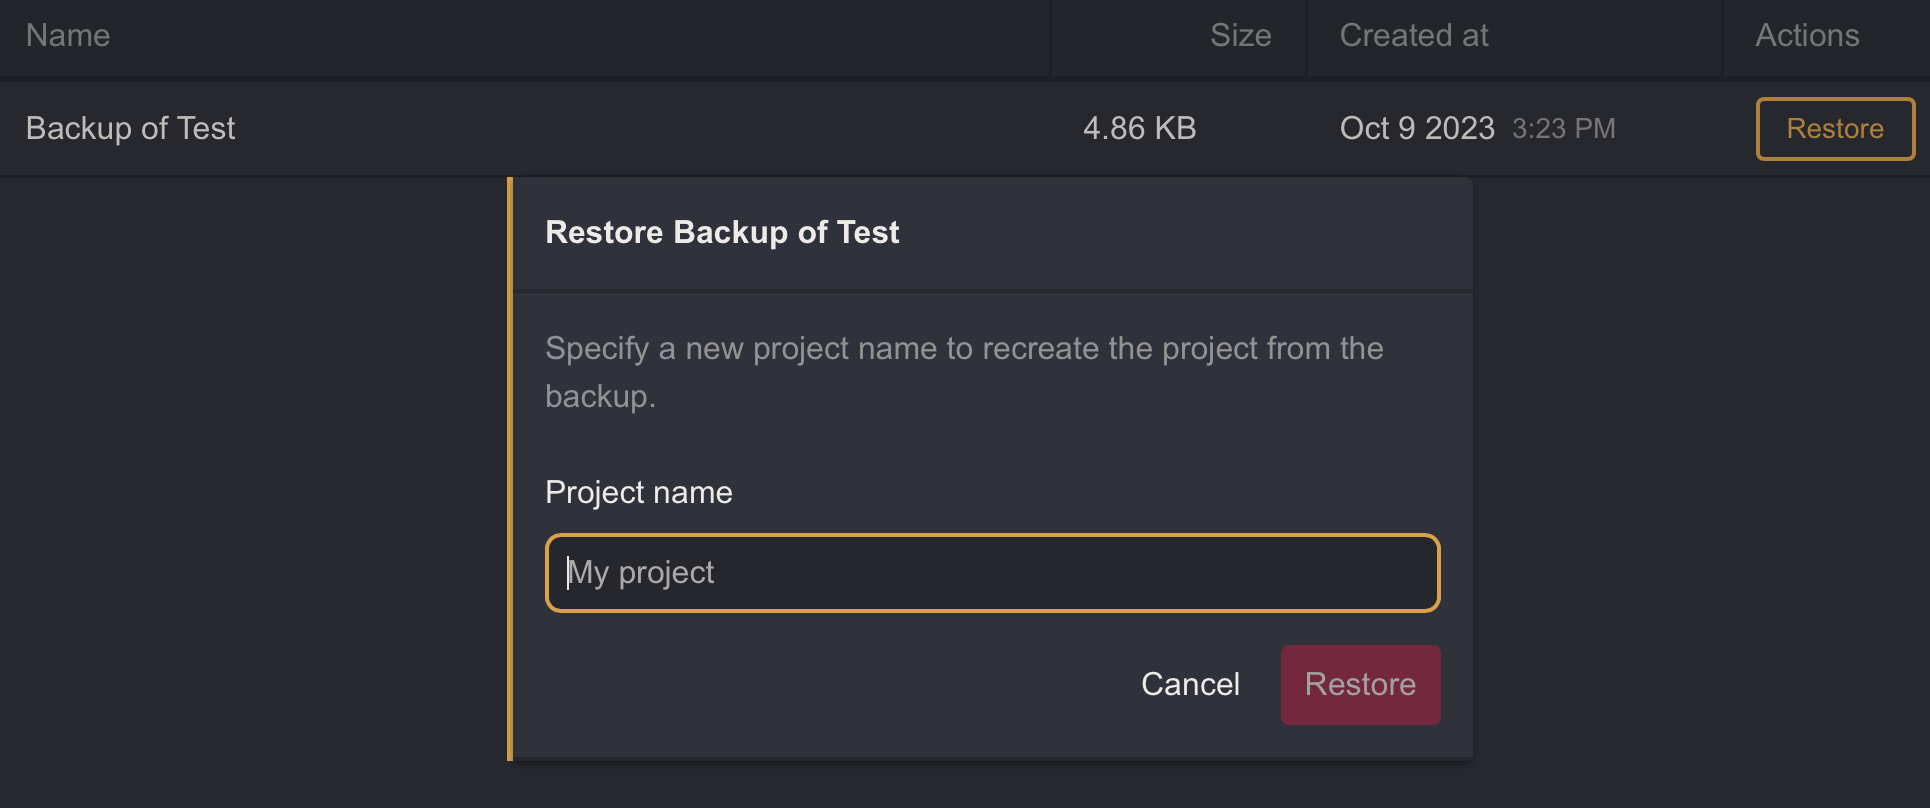 Name Size Created at Actions
Backup of Test 4.86 KB Oct 9 2023 3:23 PM Restore
Restore Backup of Test
Specify a new project name to recreate the project from the
backup.
Project name
My project
Cancel Restore